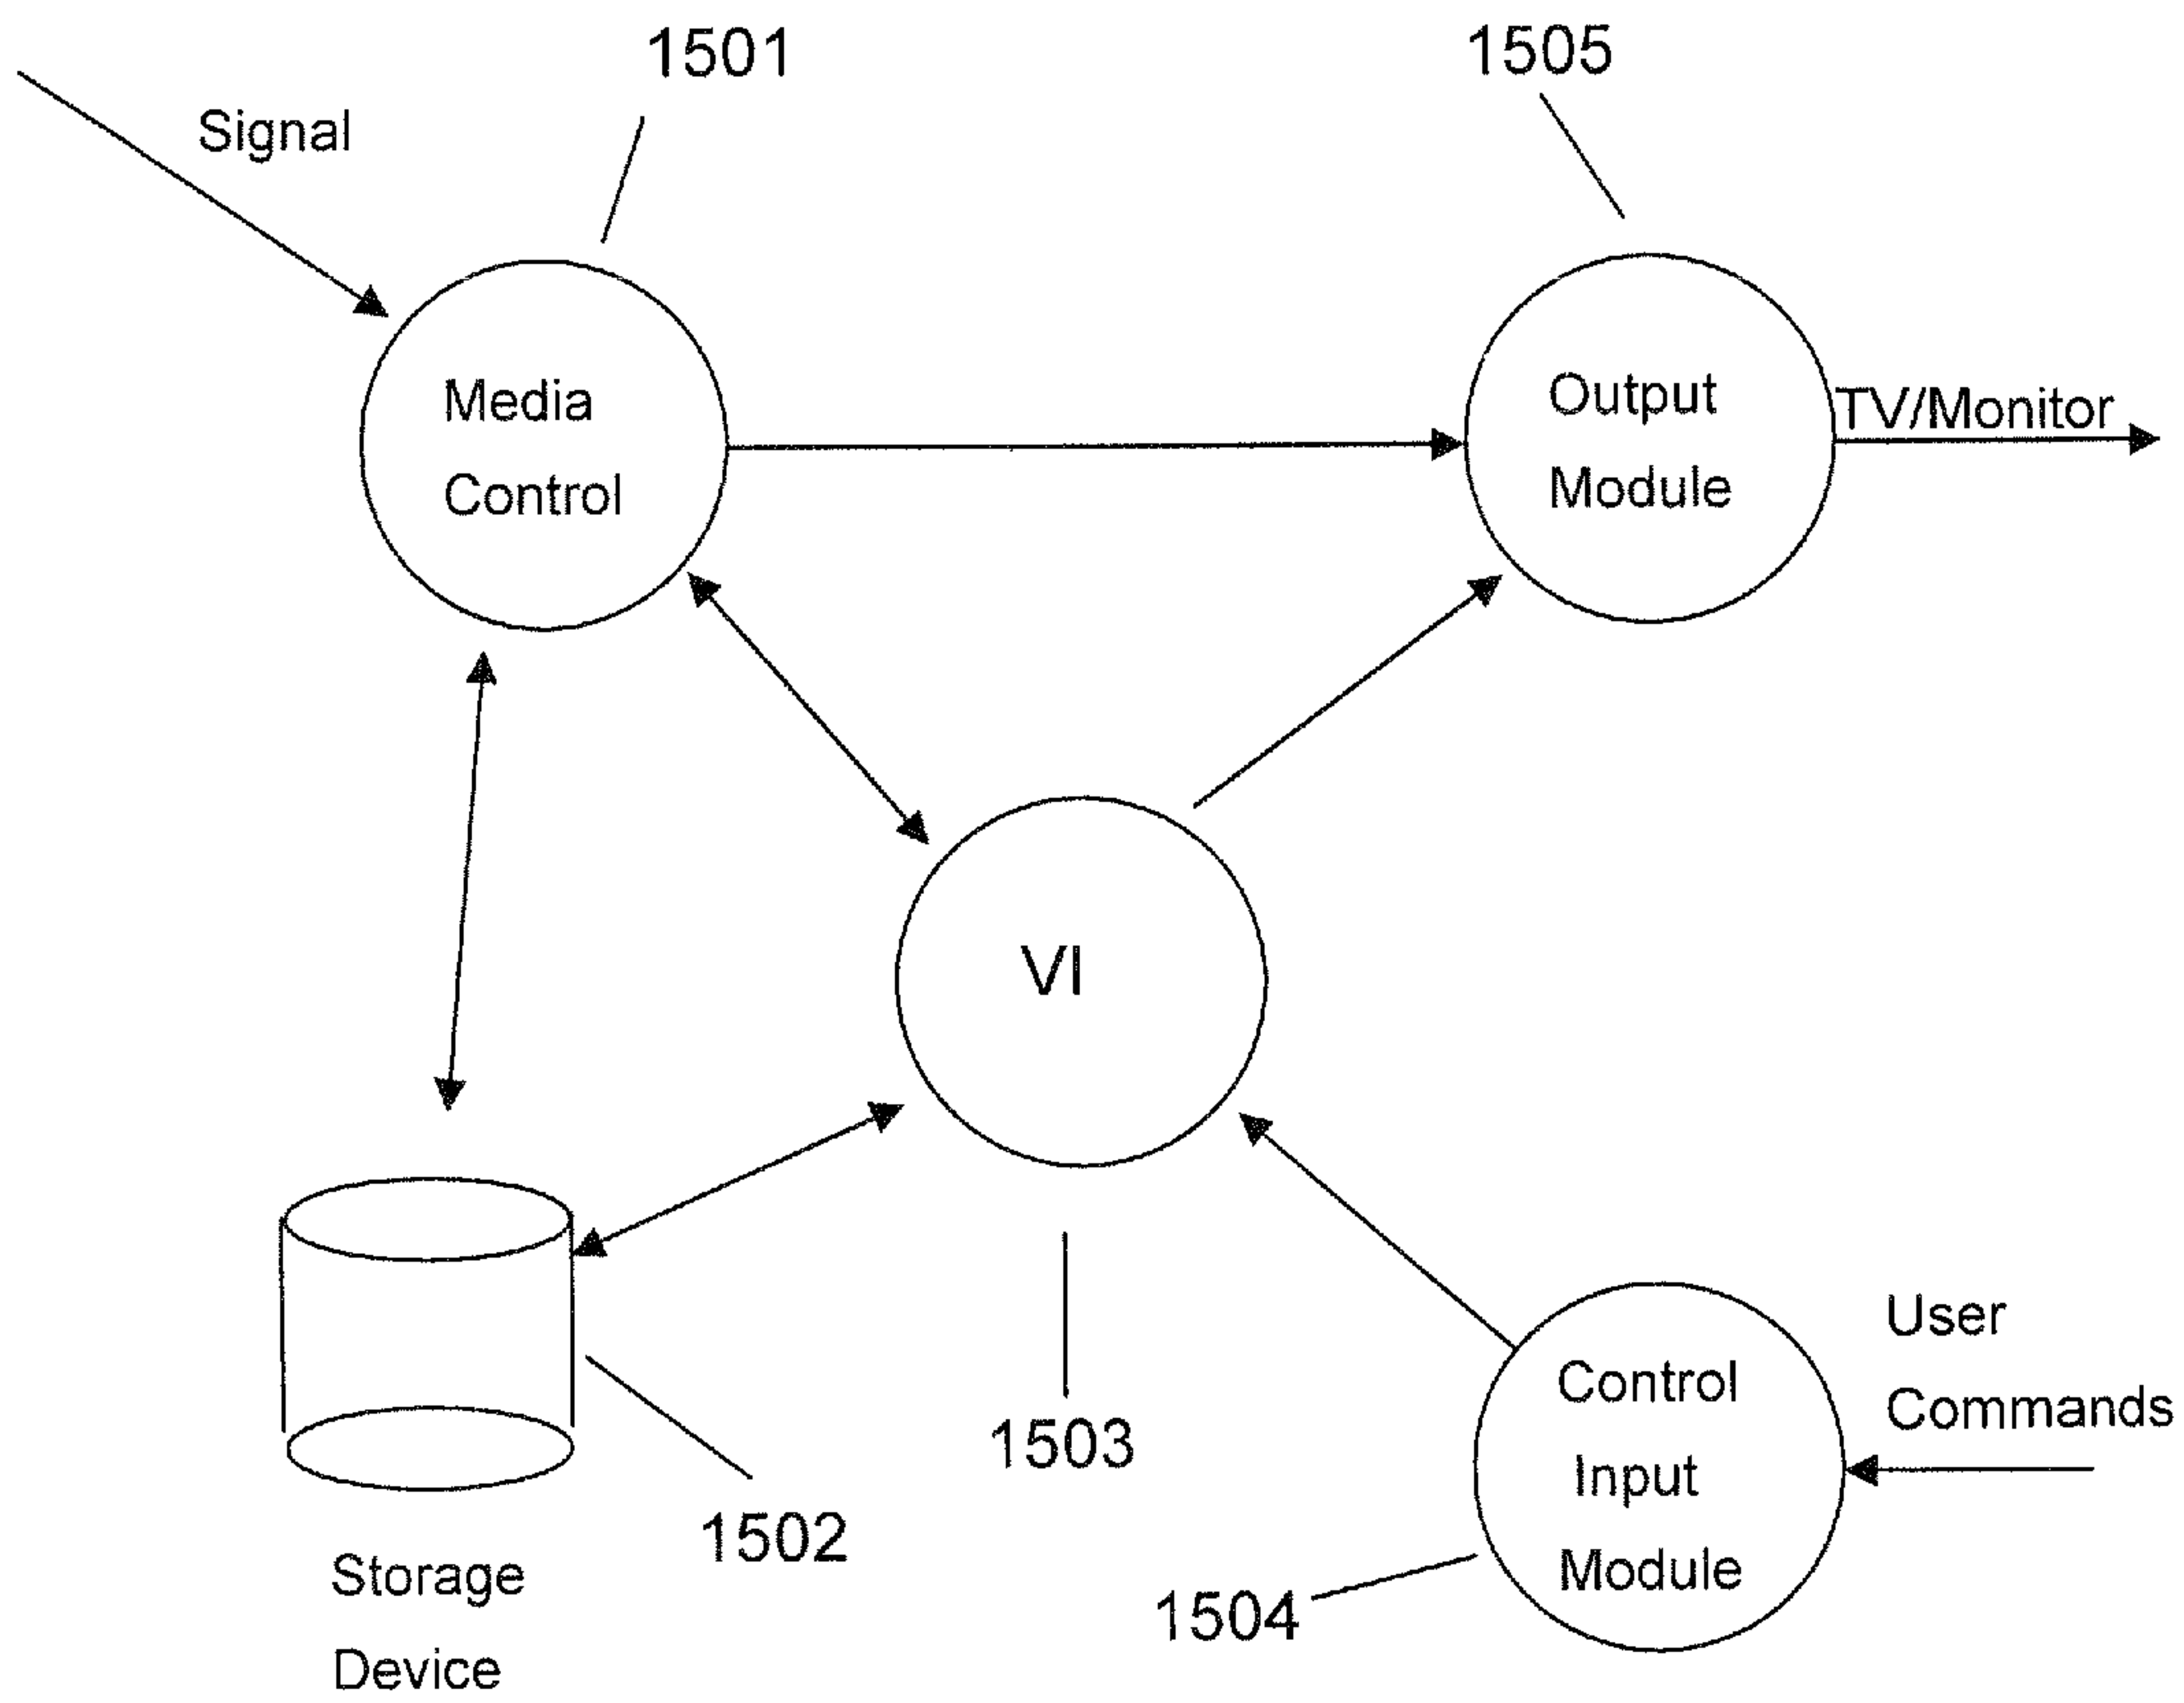 1501
1505
Signal
Media
Control
Output
Module
TV/Monitor
VI
1503
1502
Storage
Device
User
Commands
Control
Input
Module
1504